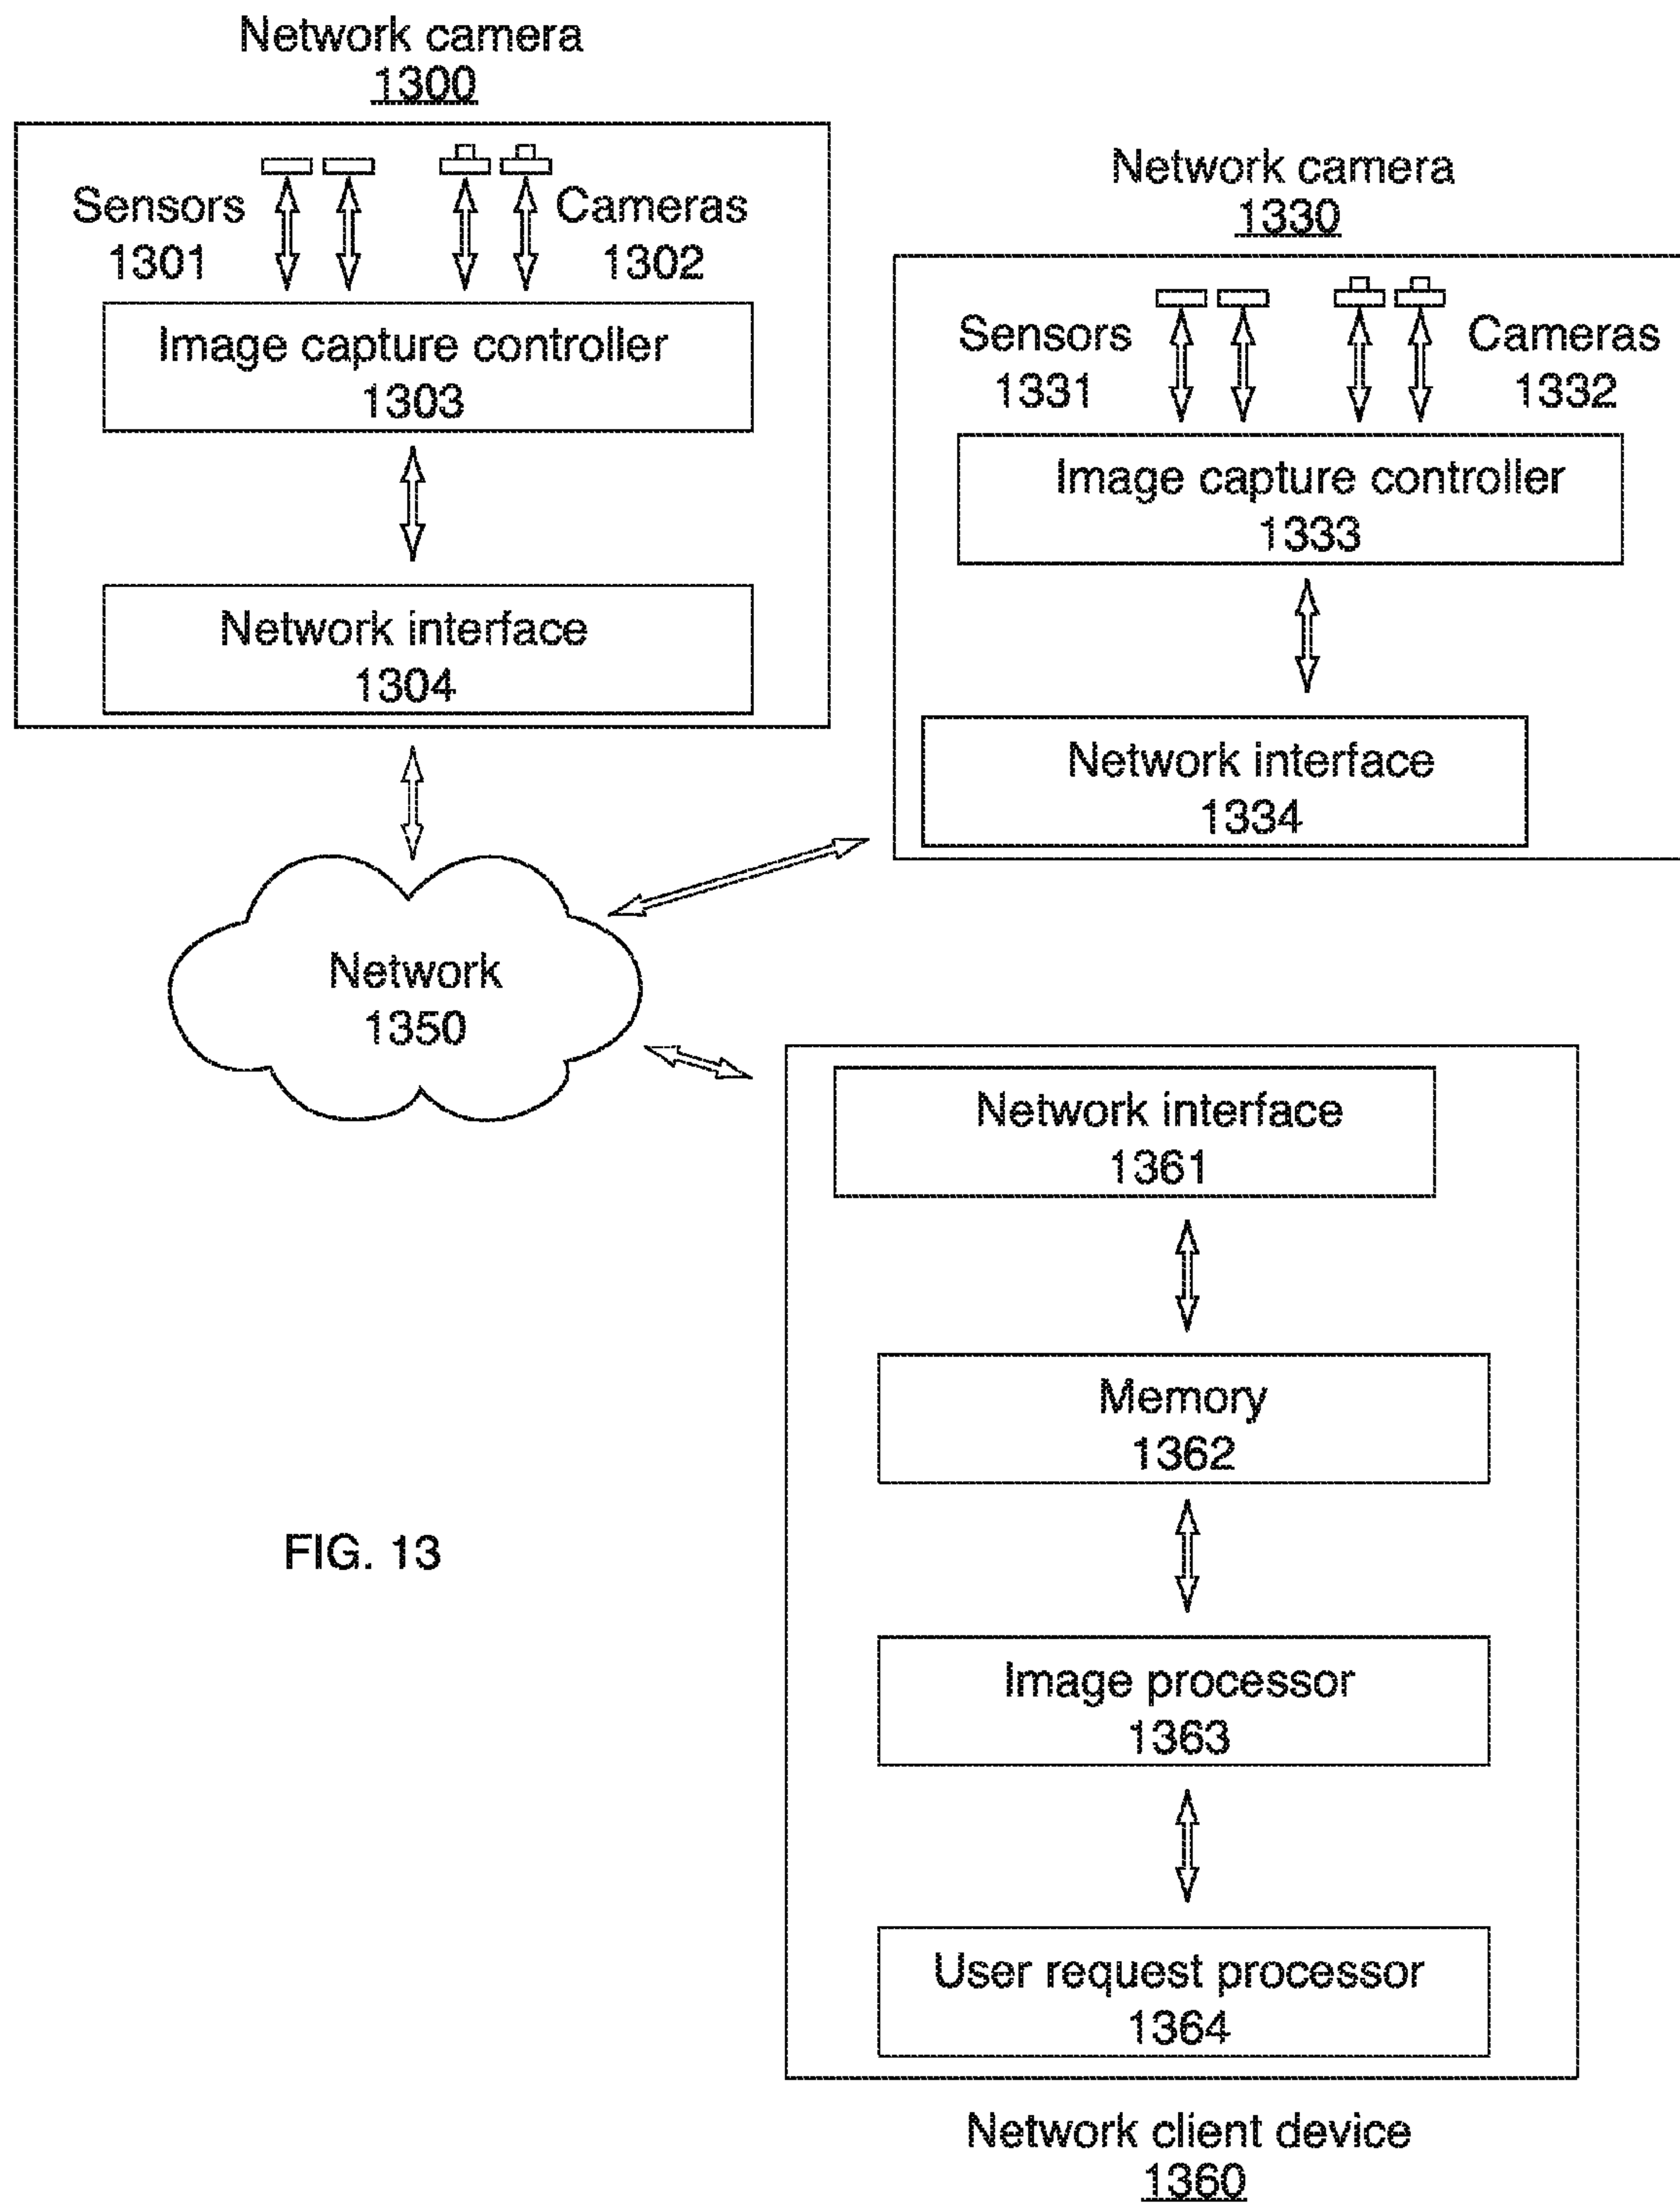 Network camera
1300
Sensors
1301
Cameras
1302
Image capture controller
1303
Network interface
1304
Network camera
1330
Sensors
1331
Cameras
1332
Image capture controller
1333
Network interface
1334
Network
1350
Network interface
1361
Memory
1362
Image processor
1363
User request processor
1364
Network client device
1360
FIG. 13